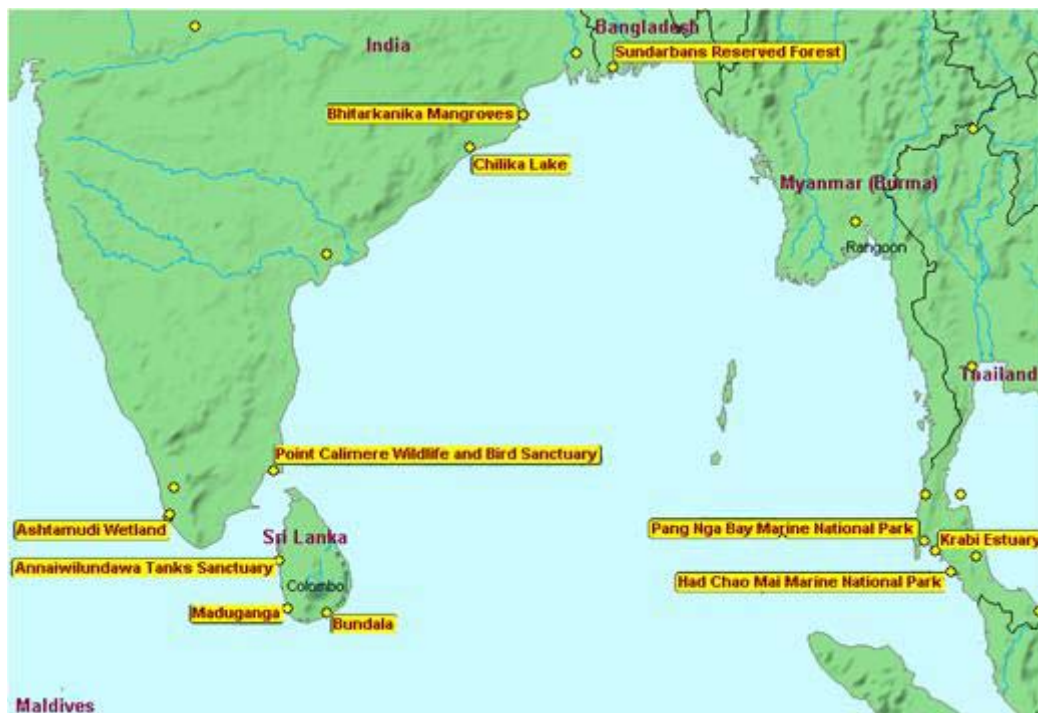 Bangladesh
India
Sundarbans Reserved Forest
Bhitarkanika Mangroves
Chilika Lake
Myanmar (Burma)
Rangoon
Thailand
Point Calimere Wildlife and Bird Sanctuary
Ashtamudi Wetland
Sri Lanka
Pang Nga Bay Marine National Park
Krabi Estuary
Annaiwilundawa Tanks Sanctuary
Colombo
Had Chao Mai Marine National Park
Maduganga
Bundala
Maldives